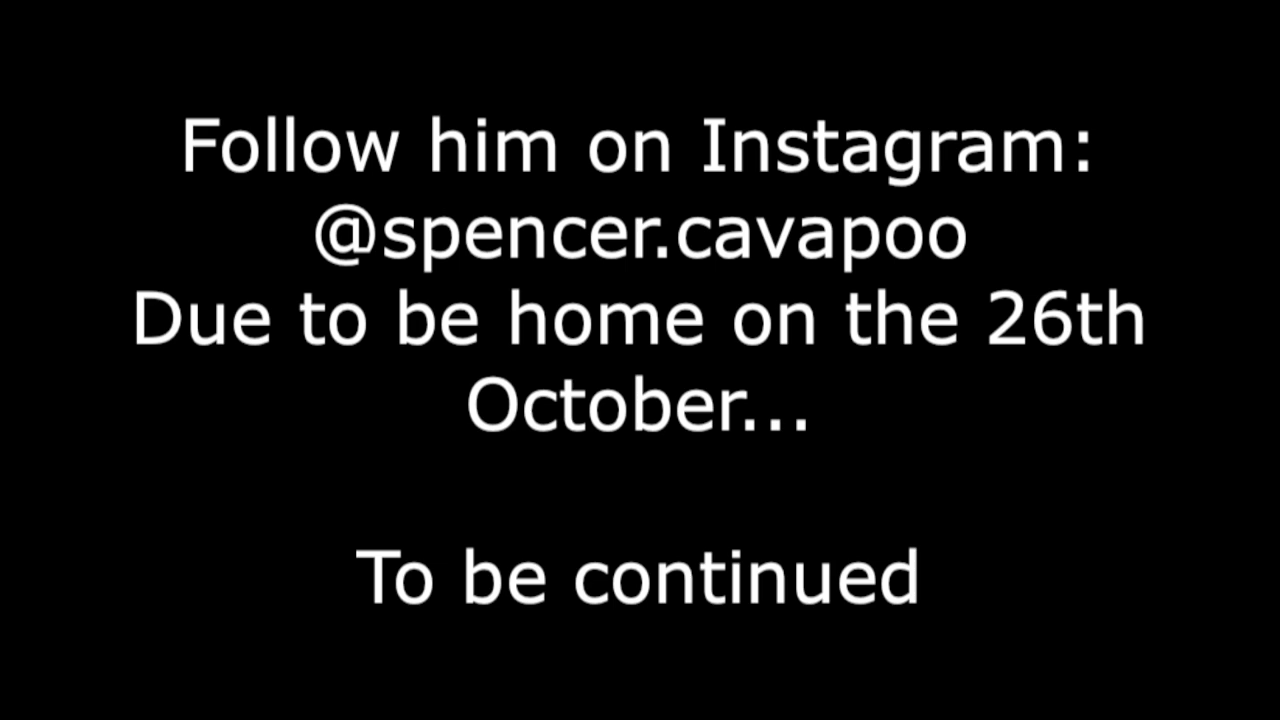 Follow him on Instagram:
@spencer.cavapoo
Due to be home on the 26th
October...
To be continued